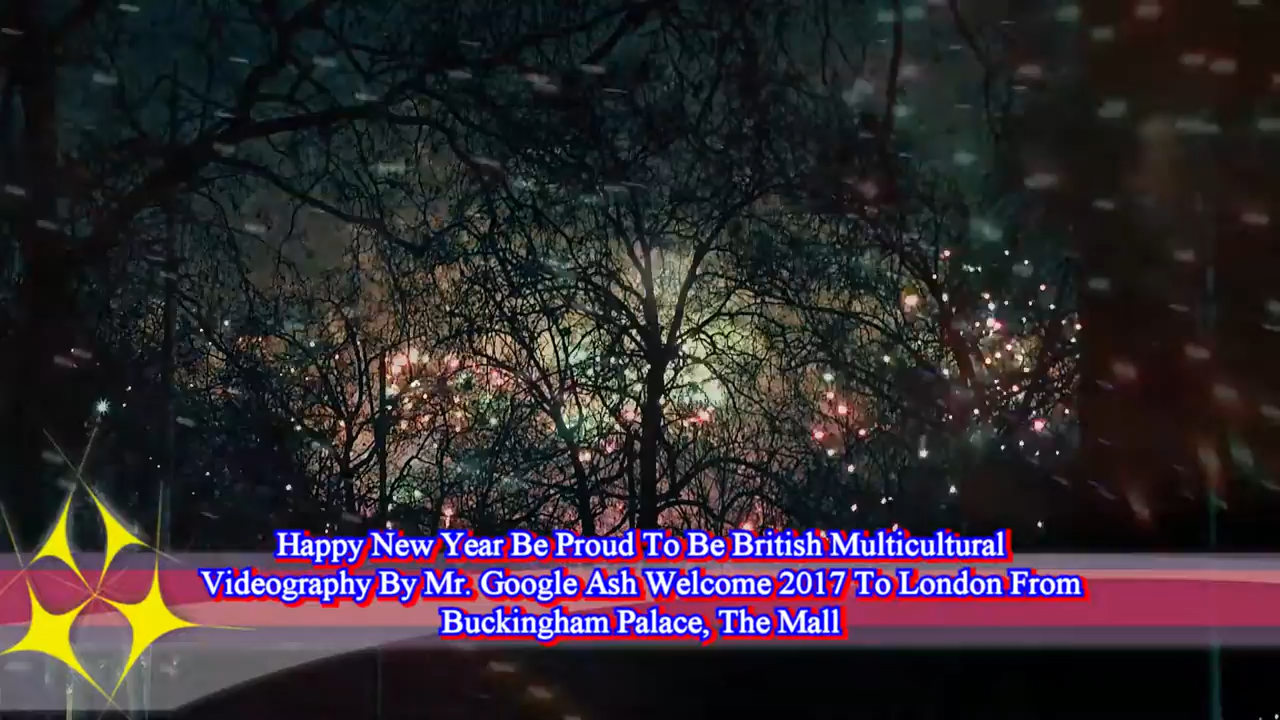 Happy New Year Be Proud To Be British Multicultural
Videography By Mr. Google Ash Welcome 2017 To London From
Buckingham Palace, The Mall